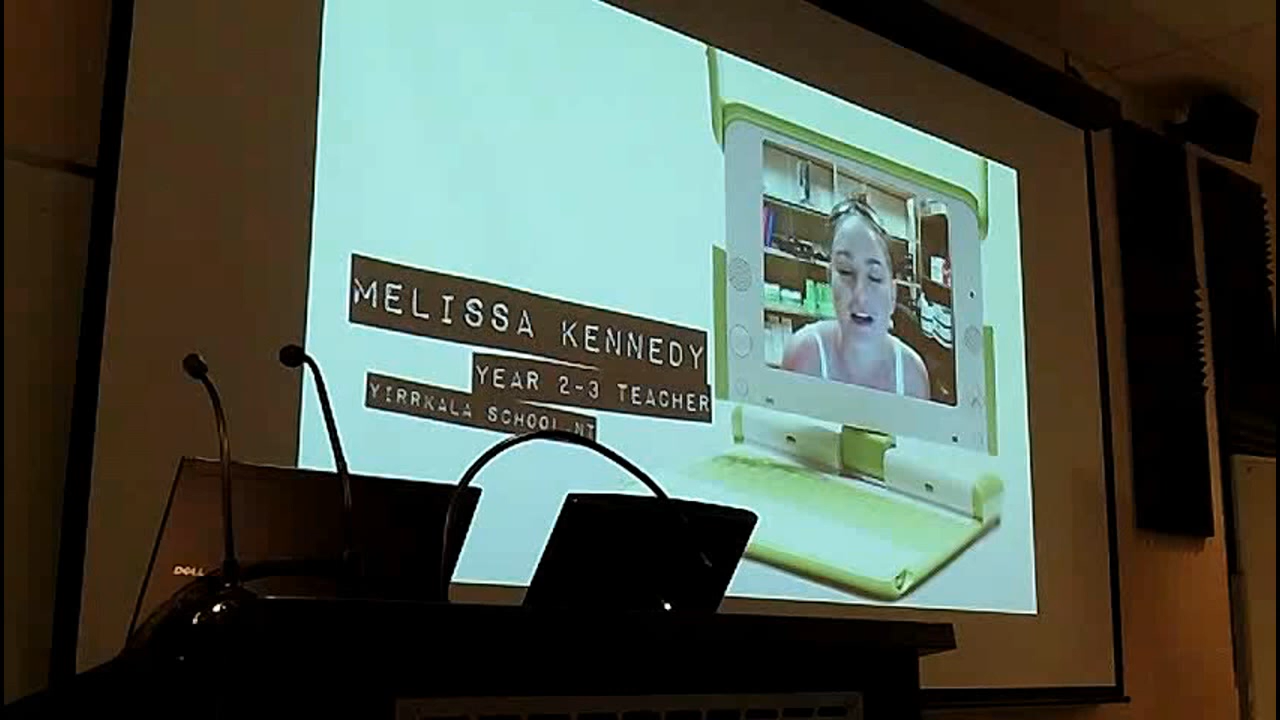 MELISSA KENNEDY
YEAR 2-3 TEACHER
YIRRKALA SCHOOL NT
DELL